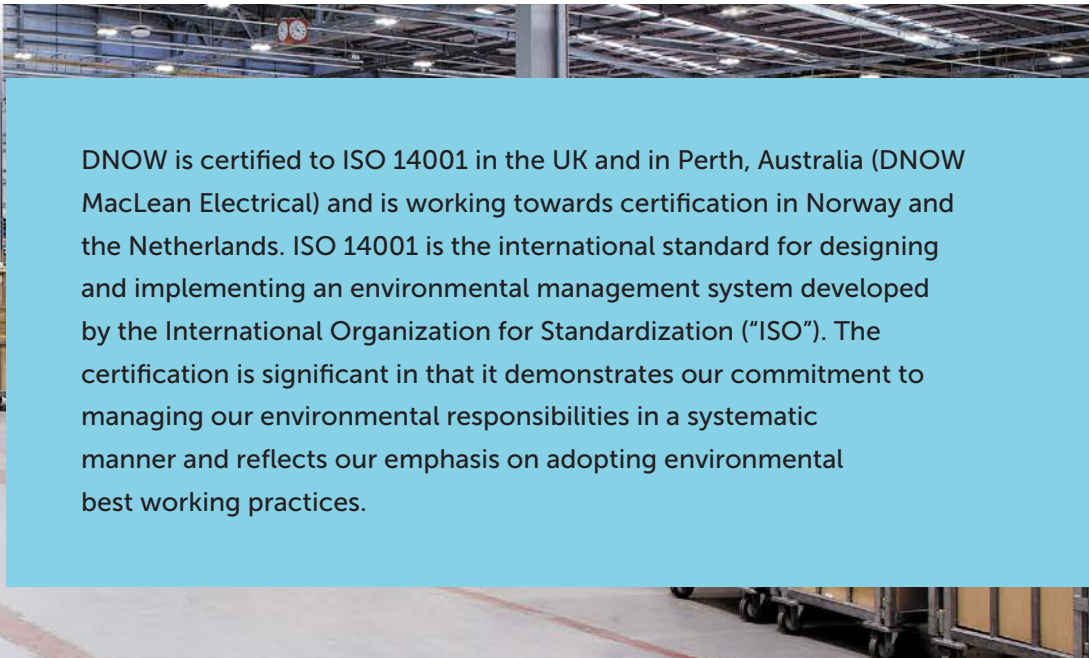 DNOW is certified to ISO 14001 in the UK and in Perth, Australia (DNOW
MacLean Electrical) and is working towards certification in Norway and
the Netherlands. ISO 14001 is the international standard for designing
and implementing an environmental management system developed
by the International Organization for Standardization (“ISO”). The
certification is significant in that it demonstrates our commitment to
managing our environmental responsibilities in a systematic
manner and reflects our emphasis on adopting environmental
best working practices.